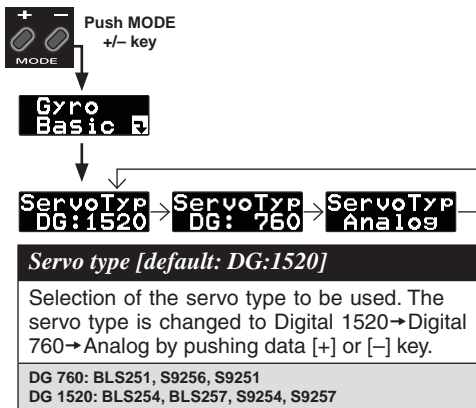 + −
MODE
Push MODE
+/– key
Gyro
Basic
ServoTyp
DG:1520
ServoTyp
DG: 760
ServoTyp
Analog
Servo type [default: DG:1520]
Selection of the servo type to be used. The
servo type is changed to Digital 1520→Digital
760→Analog by pushing data [+] or [–] key.
DG 760: BLS251, S9256, S9251
DG 1520: BLS254, BLS257, S9254, S9257